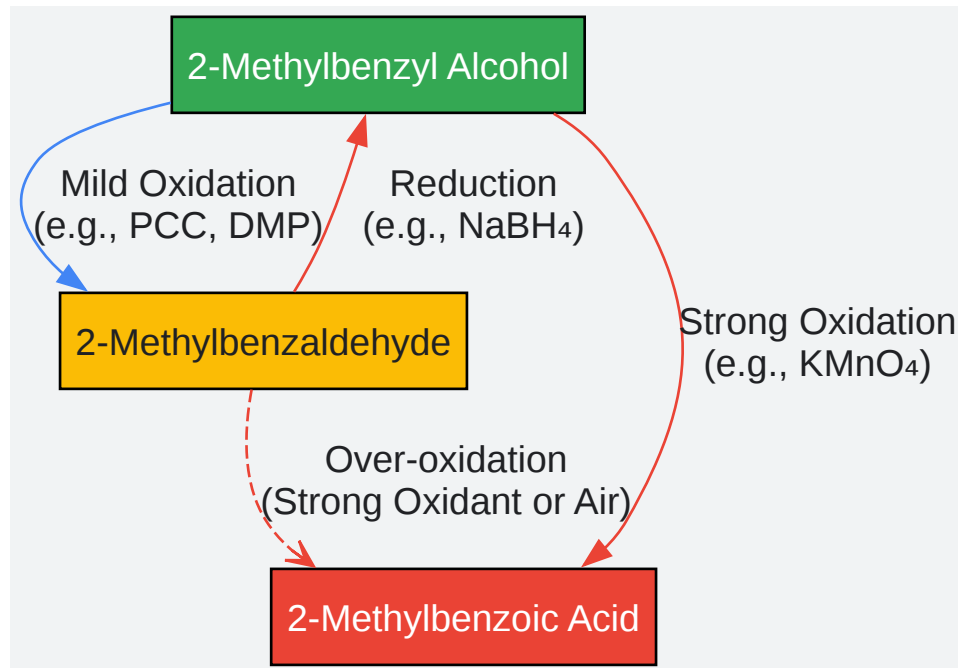 2-Methylbenzyl Alcohol
Mild Oxidation
(e.g., PCC, DMP)
Reduction
(e.g., NaBH₄)
Strong Oxidation
(e.g., KMnO₄)
2-Methylbenzaldehyde
Over-oxidation
(Strong Oxidant or Air)
2-Methylbenzoic Acid